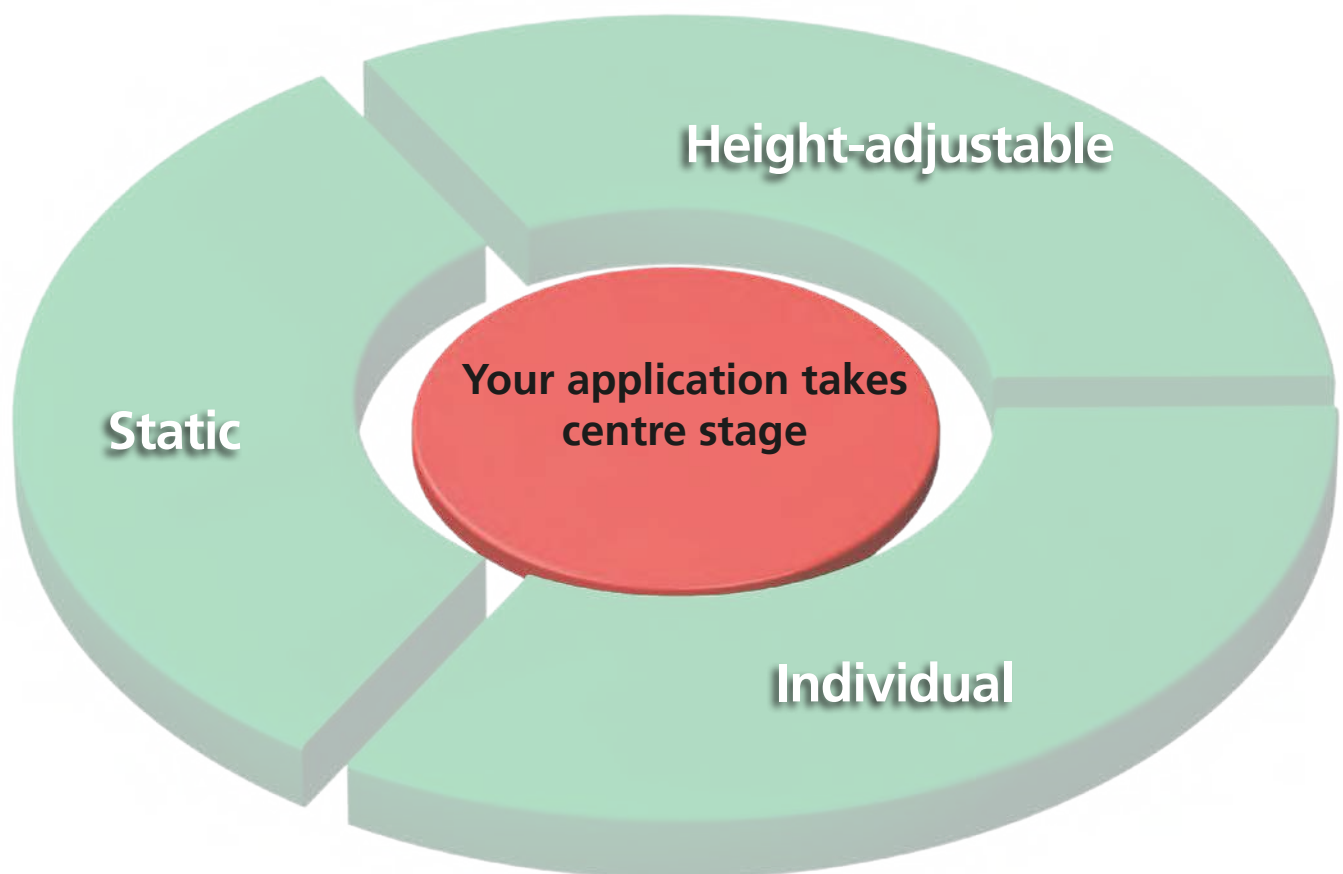 Height-adjustable
Your application takes
centre stage
Static
Individual